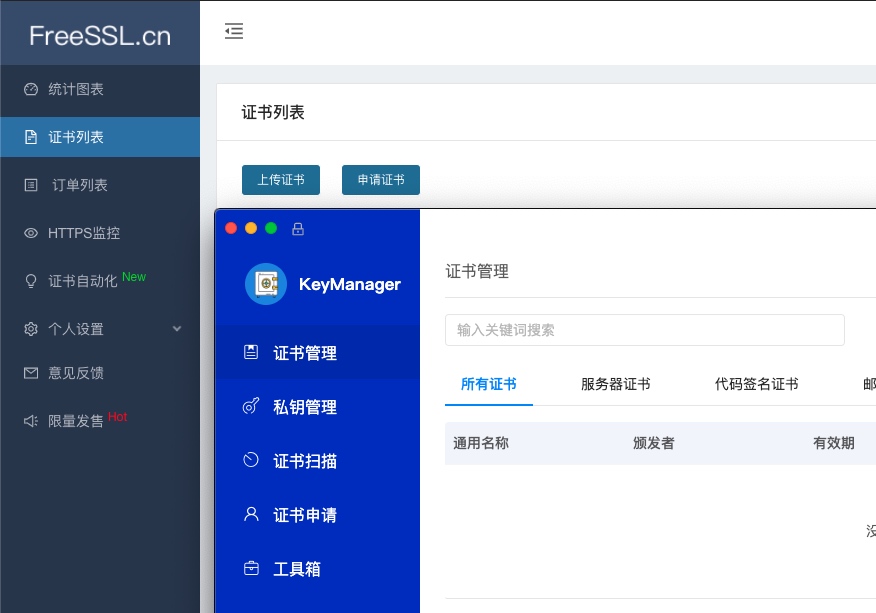 FreeSSL.cn
统计图表
证书列表
订单列表
HTTPS监控
证书自动化 New
个人设置
意见反馈
限量发售 Hot
证书列表
上传证书 申请证书
KeyManager
证书管理
私钥管理
证书扫描
证书申请
工具箱
证书管理
输入关键词搜索
所有证书 服务器证书 代码签名证书 邮
通用名称 颁发者 有效期